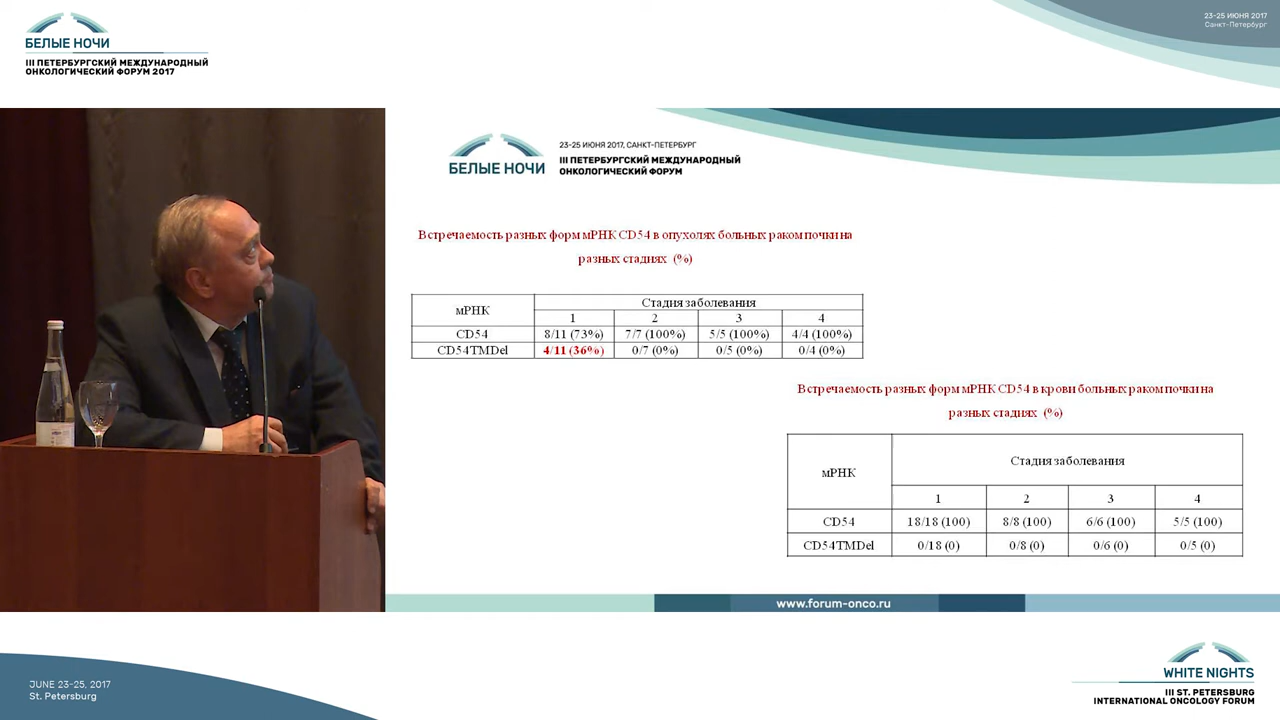 БЕЛЫЕ НОЧИ
III ПЕТЕРБУРГСКИЙ МЕЖДУНАРОДНЫЙ
ОНКОЛОГИЧЕСКИЙ ФОРУМ 2017
23-25 ИЮНЯ 2017
Санкт-Петербург
БЕЛЫЕ НОЧИ
23-25 ИЮНЯ 2017, САНКТ-ПЕТЕРБУРГ
III ПЕТЕРБУРГСКИЙ МЕЖДУНАРОДНЫЙ
ОНКОЛОГИЧЕСКИЙ ФОРУМ
Встречаемость разных форм мРНК CD54 в опухолях больных раком почки на
разных стадиях (%)
мРНК Стадия заболевания
1 2 3 4
CD54 8/11 (73%) 7/7 (100%) 5/5 (100%) 4/4 (100%)
CD54TMDel 4/11 (36%) 0/7 (0%) 0/5 (0%) 0/4 (0%)
Встречаемость разных форм мРНК CD54 в крови больных раком почки на
разных стадиях (%)
мРНК Стадия заболевания
1 2 3 4
CD54 18/18 (100) 8/8 (100) 6/6 (100) 5/5 (100)
CD54TMDel 0/18 (0) 0/8 (0) 0/6 (0) 0/5 (0)
www.forum-onco.ru
JUNE 23-25, 2017
St. Petersburg
WHITE NIGHTS
III ST. PETERSBURG
INTERNATIONAL ONCOLOGY FORUM